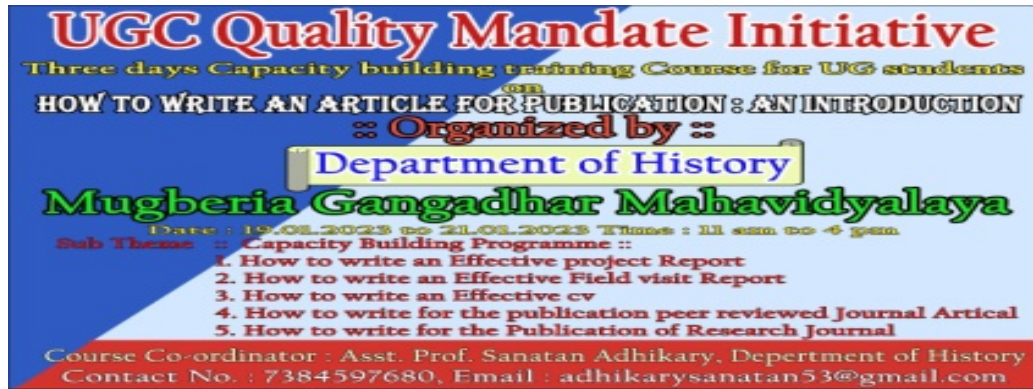 UGC Quality Mandate Initiative
Three days Capacity building training Course for UG students
on
HOW TO WRITE AN ARTICLE FOR PUBLICATION : AN INTRODUCTION
:: Organized by ::
Department of History
Mugberia Gangadhar Mahavidyalaya
Date : 19.01.2023 to 21.01.2023 Time : 11 am to 4 pm
Sub Theme :: Capacity Building Programme ::
1. How to write an Effective project Report
2. How to write an Effective Field visit Report
3. How to write an Effective cv
4. How to write for the publication peer reviewed Journal Artical
5. How to write for the Publication of Research Journal
Course Co-ordinator : Asst. Prof. Sanatan Adhikary, Depertment of History
Contact No. : 7384597680, Email : adhikarysanatan53@gmail.com